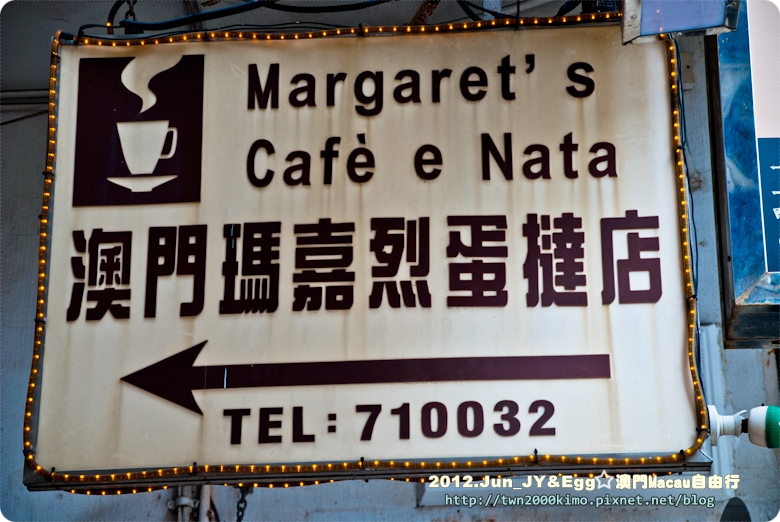 Margaret's
Cafè e Nata
澳門瑪嘉烈蛋撻店
TEL: 710032
2012.Jun_JY&Egg☆澳門Macau自由行
http://twn2000kimo.pixnet.net/blog